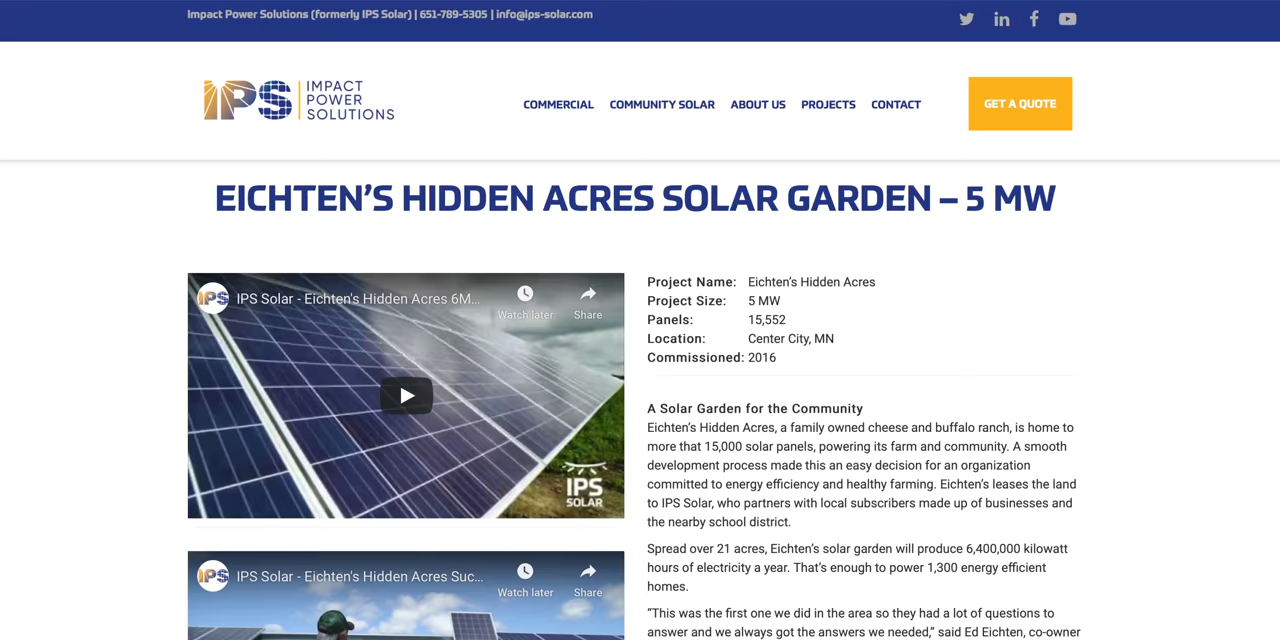 Impact Power Solutions (formerly IPS Solar) | 651-789-5305 | info@ips-solar.com
IPS IMPACT
POWER
SOLUTIONS
COMMERCIAL COMMUNITY SOLAR ABOUT US PROJECTS CONTACT
GET A QUOTE
EICHTEN’S HIDDEN ACRES SOLAR GARDEN – 5 MW
IPS IPS Solar - Eichten's Hidden Acres 6M...
Watch later Share
IPS
SOLAR
IPS IPS Solar - Eichten's Hidden Acres Suc...
Watch later Share
Project Name: Eichten’s Hidden Acres
Project Size: 5 MW
Panels: 15,552
Location: Center City, MN
Commissioned: 2016
A Solar Garden for the Community
Eichten’s Hidden Acres, a family owned cheese and buffalo ranch, is home to
more that 15,000 solar panels, powering its farm and community. A smooth
development process made this an easy decision for an organization
committed to energy efficiency and healthy farming. Eichten’s leases the land
to IPS Solar, who partners with local subscribers made up of businesses and
the nearby school district.
Spread over 21 acres, Eichten’s solar garden will produce 6,400,000 kilowatt
hours of electricity a year. That’s enough to power 1,300 energy efficient
homes.
“This was the first one we did in the area so they had a lot of questions to
answer and we always got the answers we needed,” said Ed Eichten, co-owner